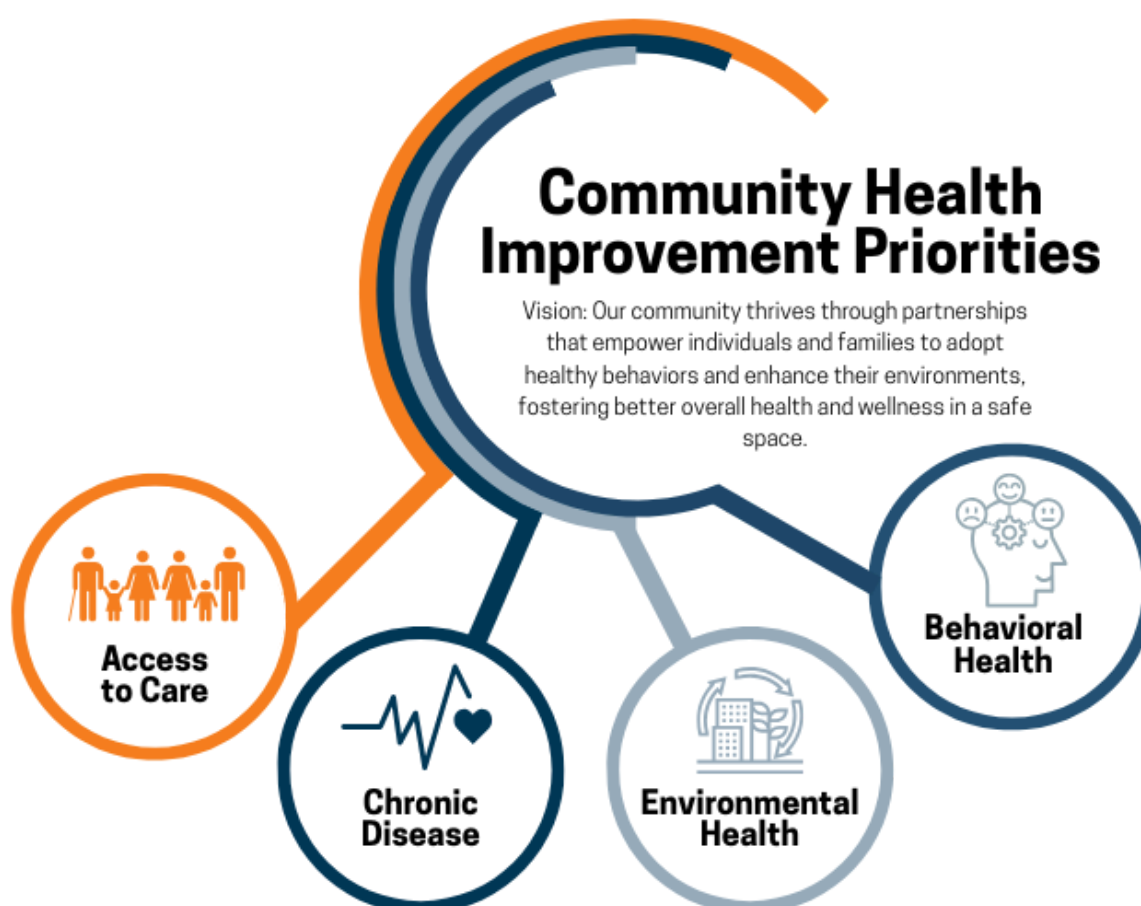 Community Health
Improvement Priorities
Vision: Our community thrives through partnerships
that empower individuals and families to adopt
healthy behaviors and enhance their environments,
fostering better overall health and wellness in a safe
space.
Access
to Care
Chronic
Disease
Environmental
Health
Behavioral
Health